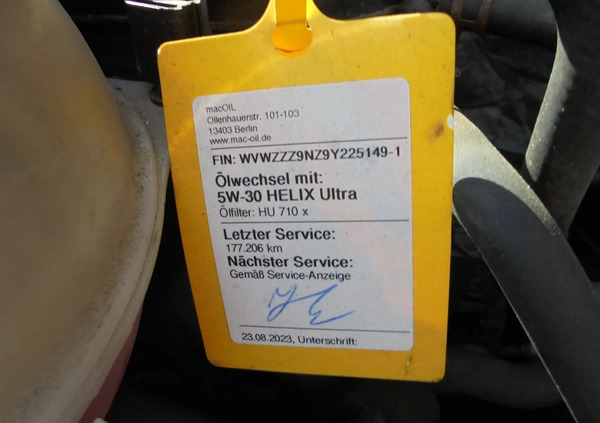 macOIL
Ollenhauerstr. 101-103
13403 Berlin
www.mac-oil.de
FIN: WVWZZZ9NZ9Y225149-1
Ölwechsel mit:
5W-30 HELIX Ultra
Ölfilter: HU 710 x
Letzter Service:
177.206 km
Nächster Service:
Gemäß Service-Anzeige
23.08.2023, Unterschrift: